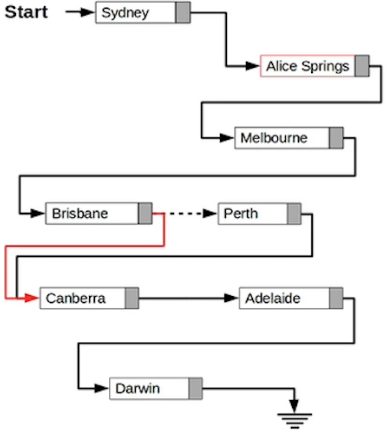 Start
Sydney
Alice Springs
Melbourne
Brisbane
Perth
Canberra
Adelaide
Darwin